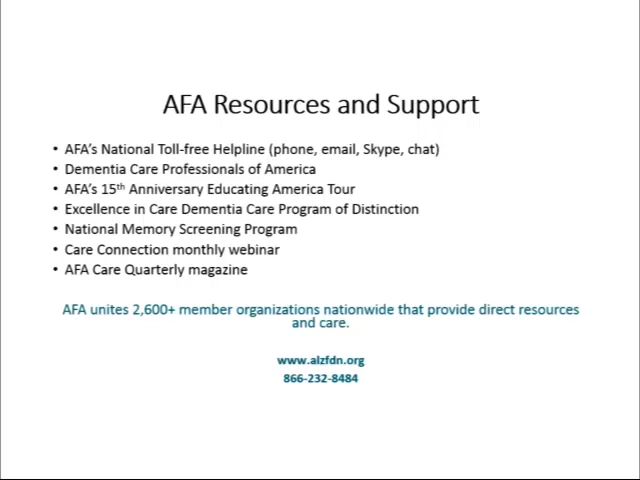 AFA Resources and Support
• AFA's National Toll-free Helpline (phone, email, Skype, chat)
• Dementia Care Professionals of America
• AFA's 15th Anniversary Educating America Tour
• Excellence in Care Dementia Care Program of Distinction
• National Memory Screening Program
• Care Connection monthly webinar
• AFA Care Quarterly magazine
AFA unites 2,600+ member organizations nationwide that provide direct resources
and care.
www.alzfdn.org
866-232-8484